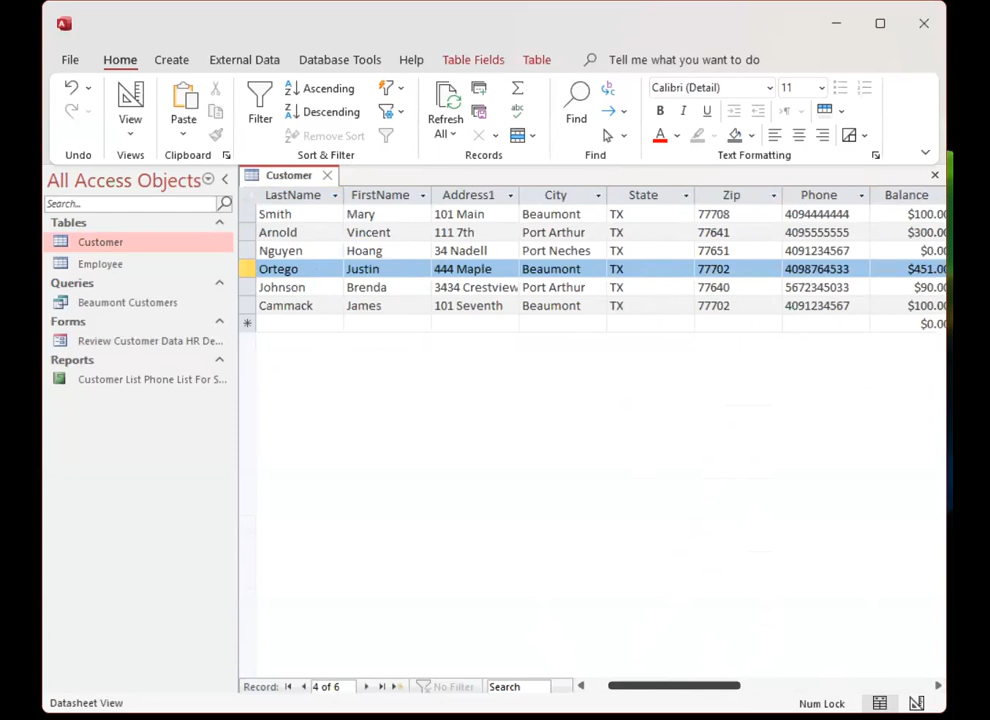 File Home Create External Data Database Tools Help Table Fields Table Tell me what you want to do
Ascending Calibri (Detail) 11
View Paste Filter Descending Refresh All Find B I U
Remove Sort A
Undo Views Clipboard Sort & Filter Records Find Text Formatting
All Access Objects
Search...
Tables
Customer
Employee
Queries
Beaumont Customers
Forms
Review Customer Data HR De...
Reports
Customer List Phone List For S...
Customer
LastName FirstName Address1 City State Zip Phone Balance
Smith Mary 101 Main Beaumont TX 77708 4094444444 $100.00
Arnold Vincent 111 7th Port Arthur TX 77641 4095555555 $300.00
Nguyen Hoang 34 Nadell Port Neches TX 77651 4091234567 $0.00
Ortego Justin 444 Maple Beaumont TX 77702 4098764533 $451.00
Johnson Brenda 3434 Crestview Port Arthur TX 77640 5672345033 $90.00
Cammack James 101 Seventh Beaumont TX 77702 4091234567 $100.00
$0.00
Record: 4 of 6 No Filter Search
Datasheet View Num Lock